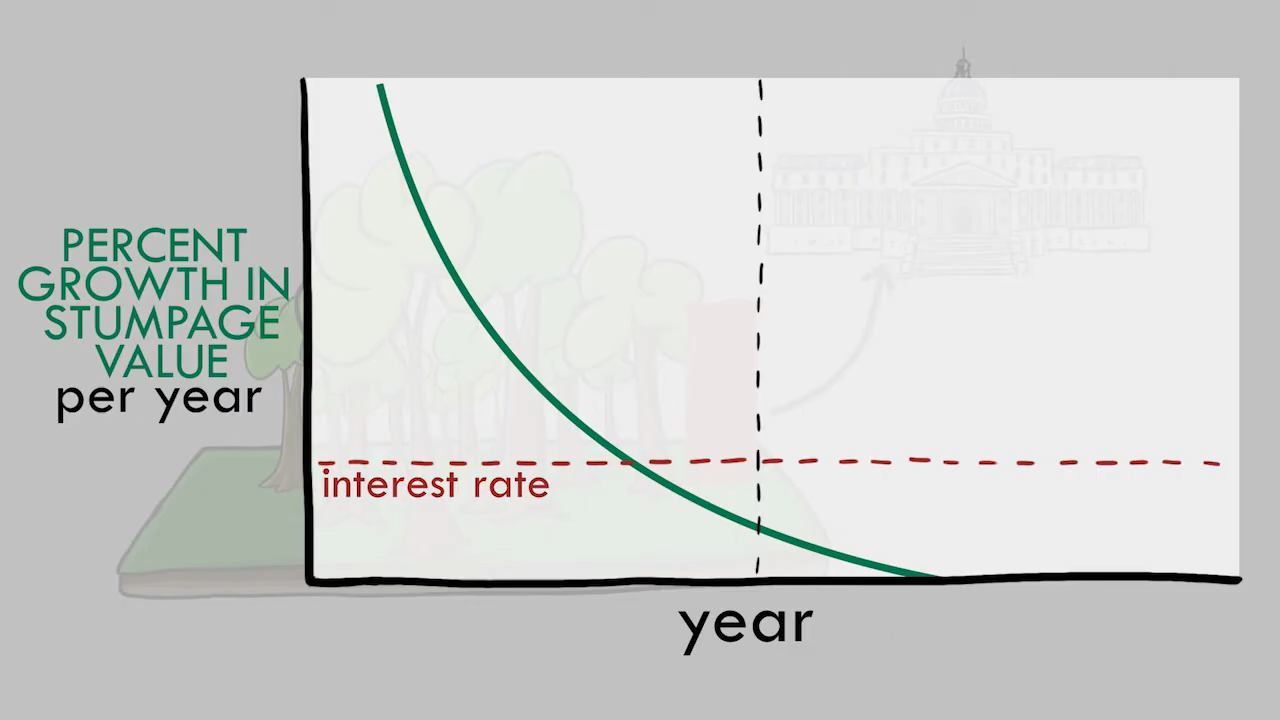 PERCENT
GROWTH IN
STUMPAGE
VALUE
per year
interest rate
year